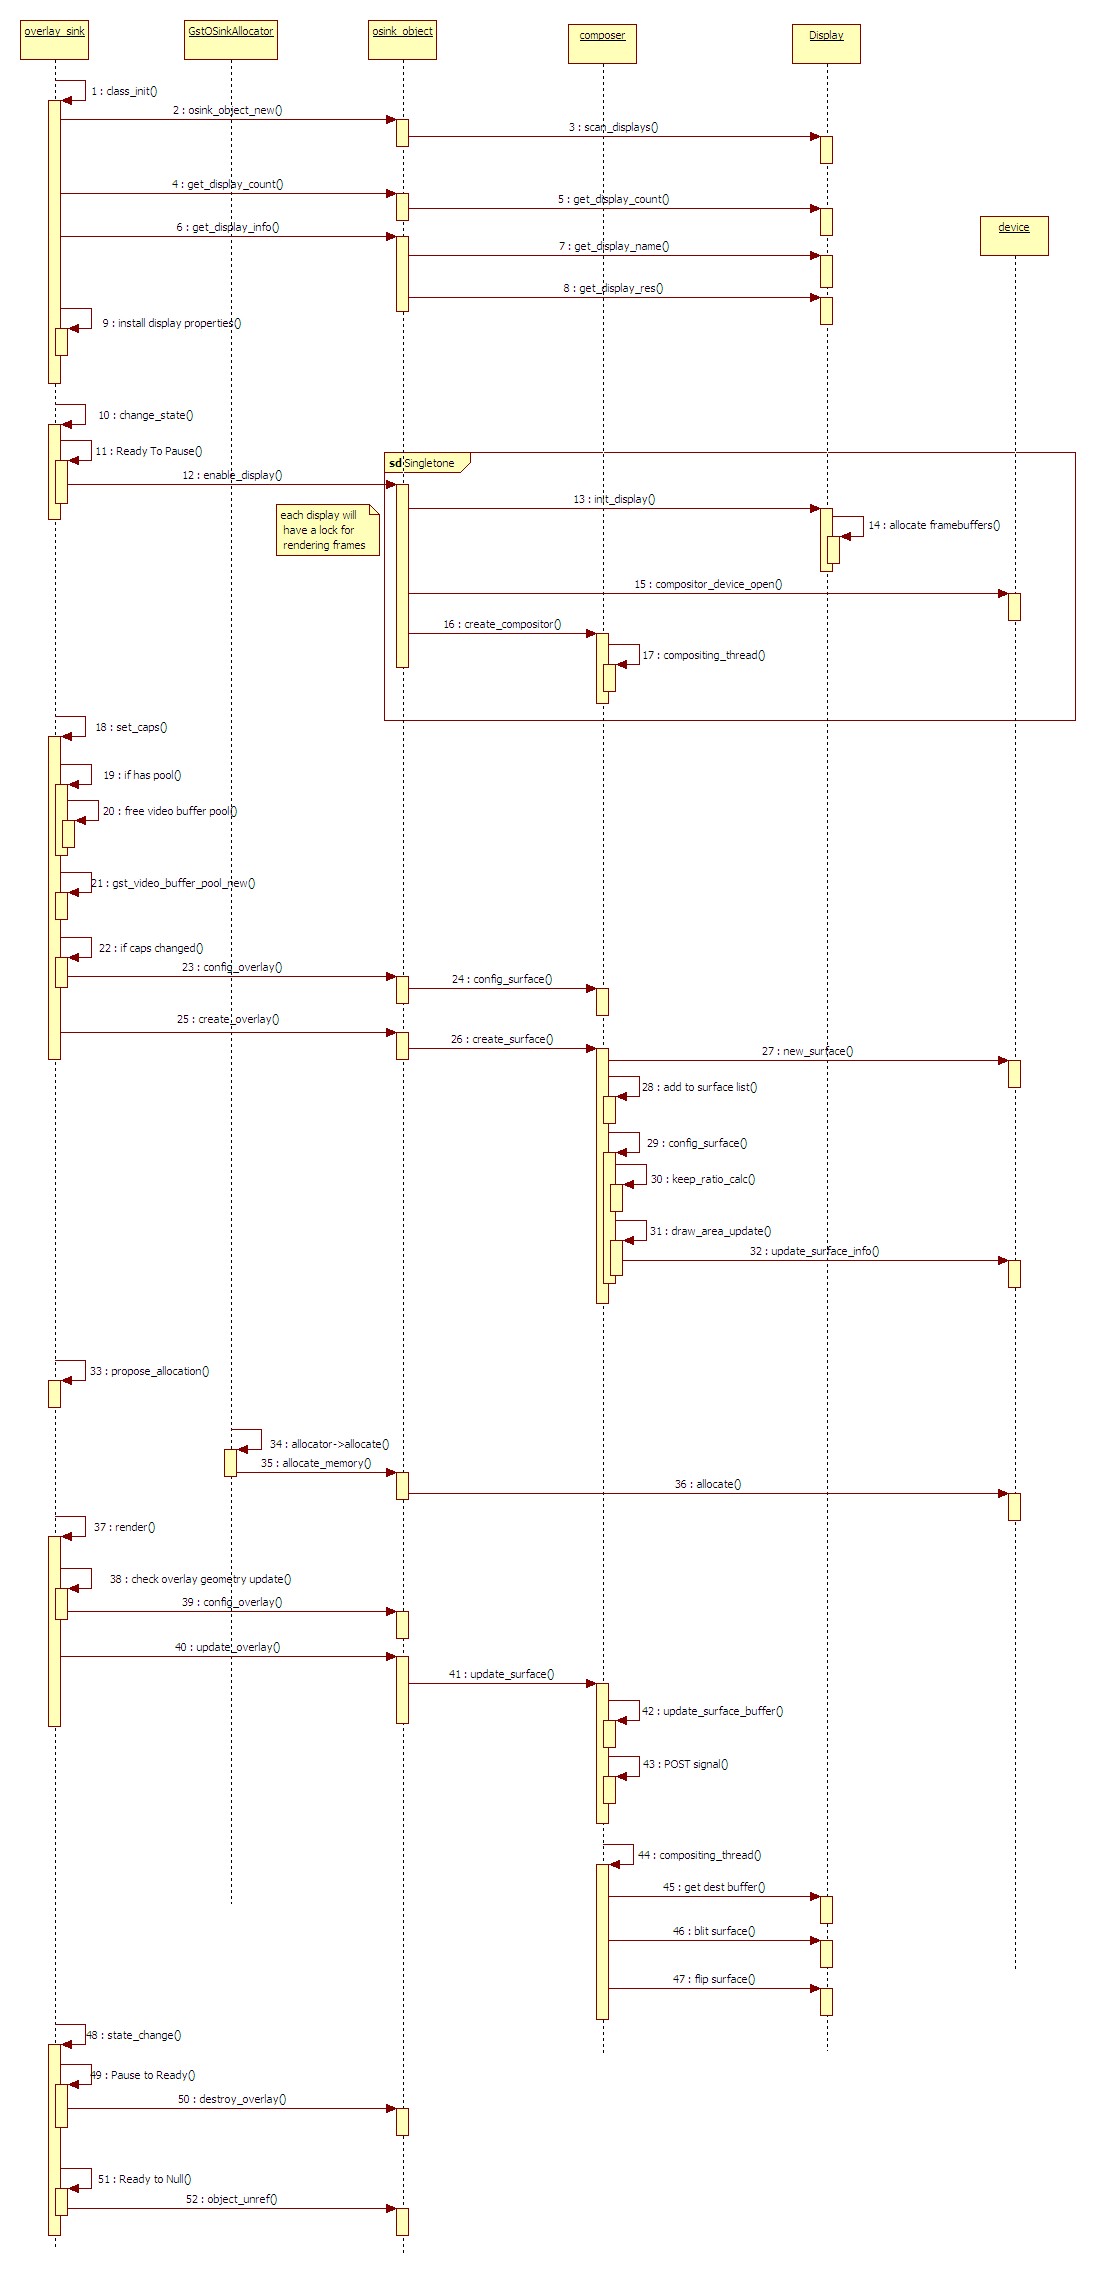 overlay_sink
GstOSinkAllocator
osink_object
composer
Display
1 : class_init()
2 : osink_object_new()
3 : scan_displays()
4 : get_display_count()
5 : get_display_count()
6 : get_display_info()
device
7 : get_display_name()
8 : get_display_res()
9 : install display properties()
10 : change_state()
11 : Ready To Pause()
sd Singletone
12 : enable_display()
13 : init_display()
each display will
have a lock for
rendering frames
14 : allocate framebuffers()
15 : compositor_device_open()
16 : create_compositor()
17 : compositing_thread()
18 : set_caps()
19 : if has pool()
20 : free video buffer pool()
21 : gst_video_buffer_pool_new()
22 : if caps changed()
23 : config_overlay()
24 : config_surface()
25 : create_overlay()
26 : create_surface()
27 : new_surface()
28 : add to surface list()
29 : config_surface()
30 : keep_ratio_calc()
31 : draw_area_update()
32 : update_surface_info()
33 : propose_allocation()
34 : allocator->allocate()
35 : allocate_memory()
36 : allocate()
37 : render()
38 : check overlay geometry update()
39 : config_overlay()
40 : update_overlay()
41 : update_surface()
42 : update_surface_buffer()
43 : POST signal()
44 : compositing_thread()
45 : get dest buffer()
46 : blit surface()
47 : flip surface()
48 : state_change()
49 : Pause to Ready()
50 : destroy_overlay()
51 : Ready to Null()
52 : object_unref()